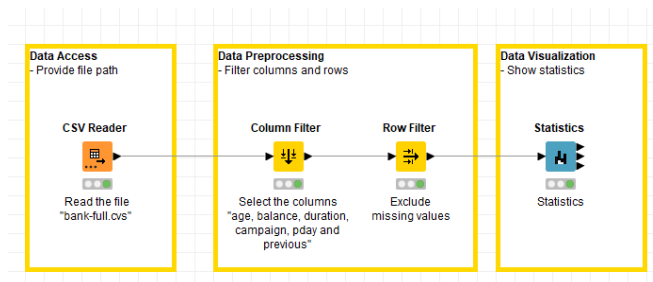 Data Access
- Provide file path
Data Preprocessing
- Filter columns and rows
Data Visualization
- Show statistics
CSV Reader
Column Filter
Row Filter
Statistics
Read the file
"bank-full.cvs"
Select the columns
"age, balance, duration,
campaign, pday and
previous"
Exclude
missing values
Statistics